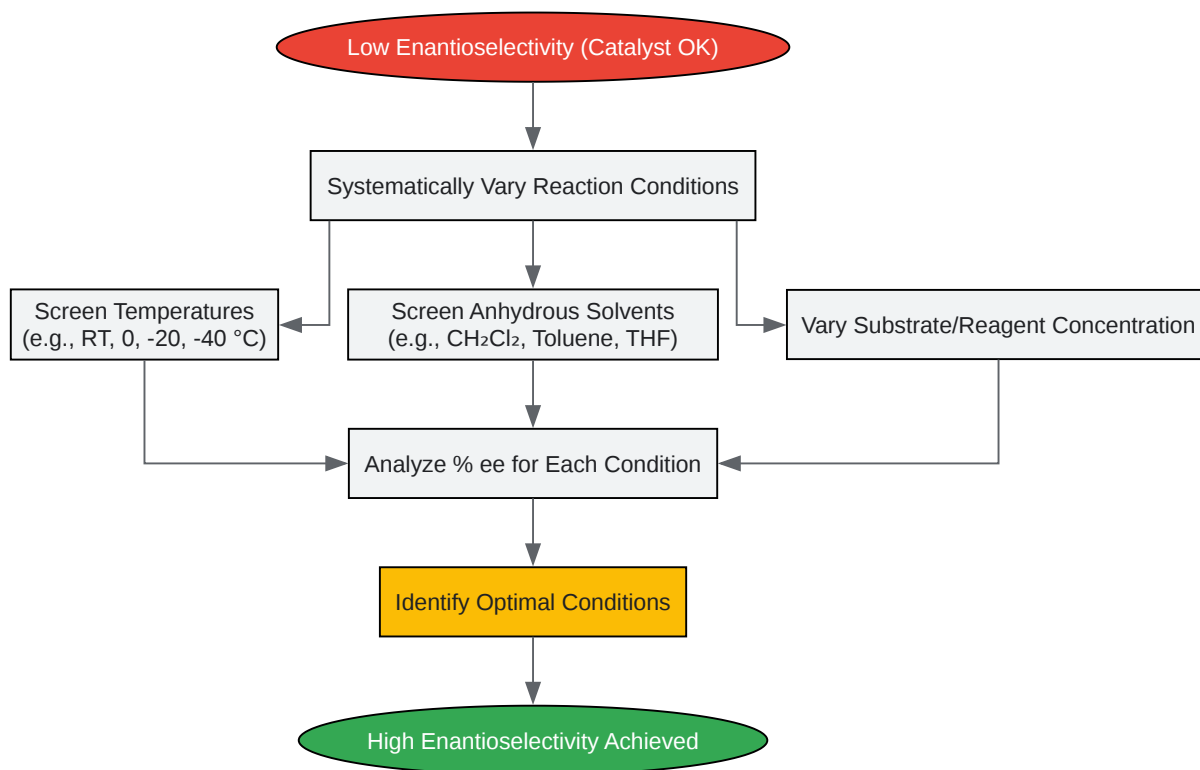 Low Enantioselectivity (Catalyst OK)
Systematically Vary Reaction Conditions
Screen Temperatures
(e.g., RT, 0, -20, -40 °C)
Screen Anhydrous Solvents
(e.g., CH₂Cl₂, Toluene, THF)
Vary Substrate/Reagent Concentration
Analyze % ee for Each Condition
Identify Optimal Conditions
High Enantioselectivity Achieved